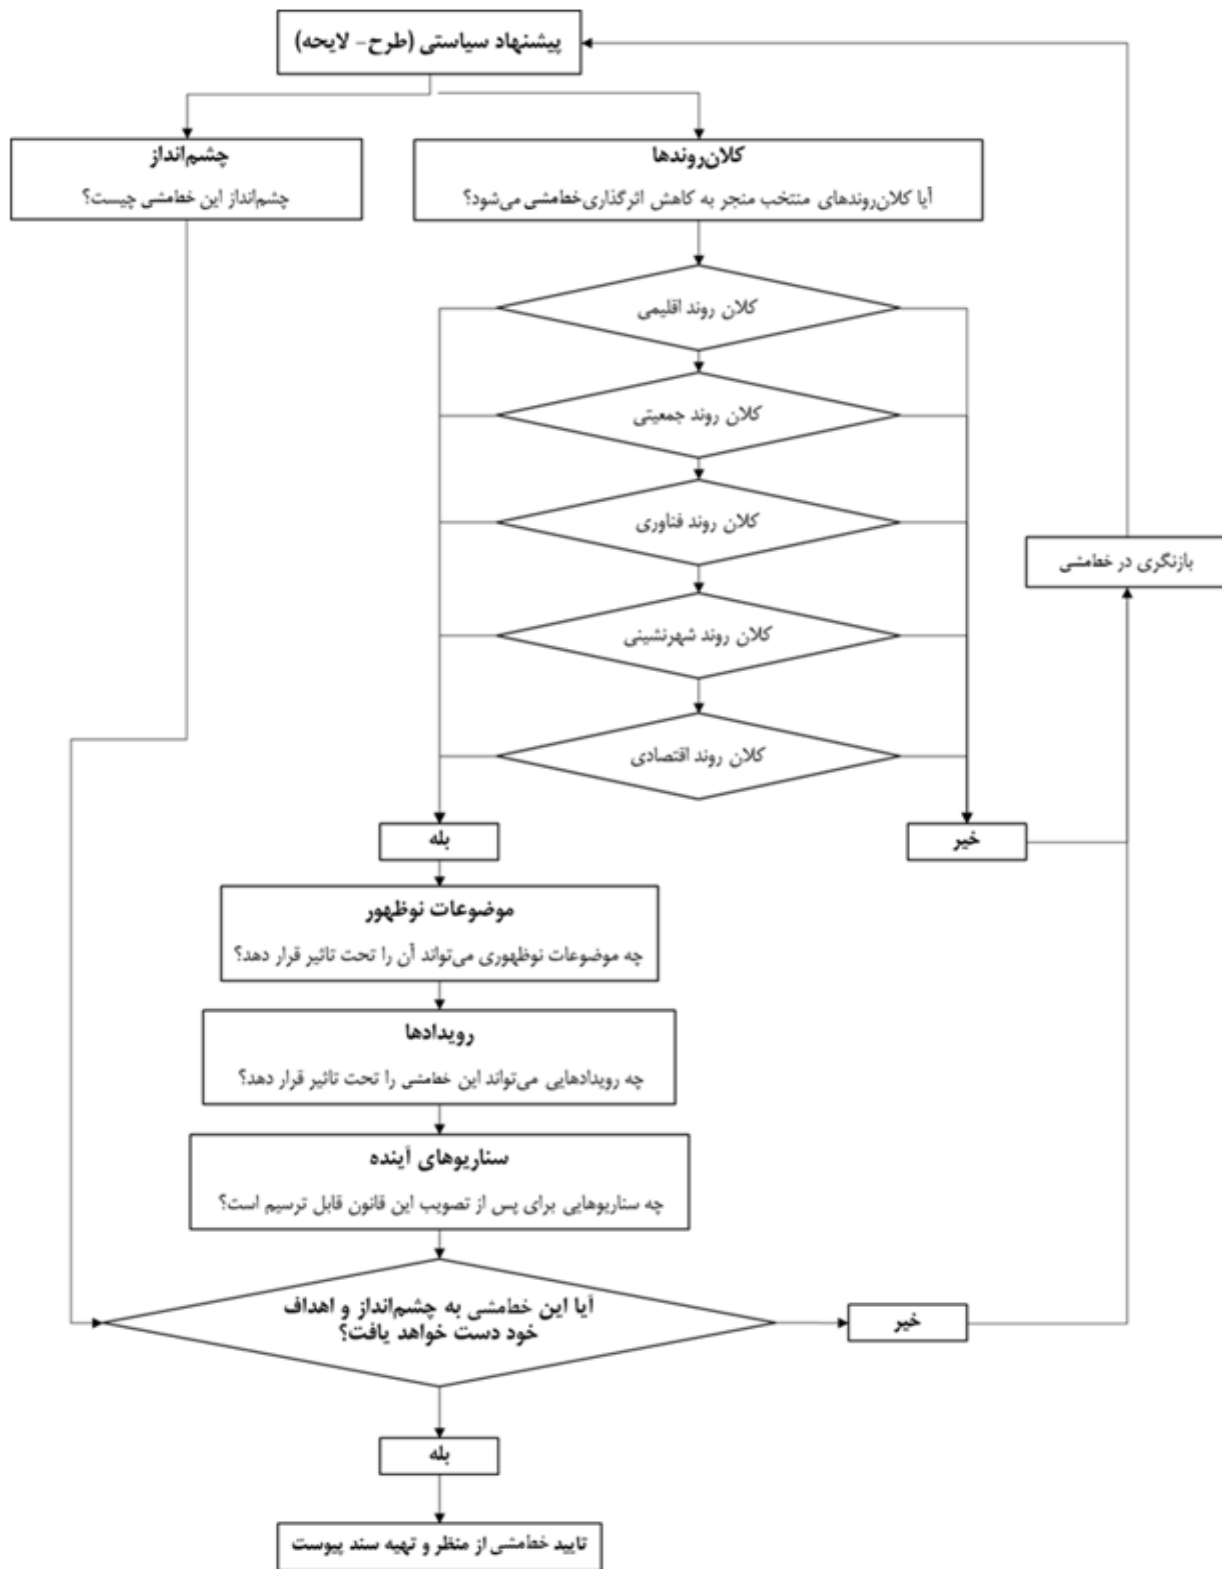 پیشنهاد سیاستی (طرح- لایحه)
کلان‌روندها
آیا کلان‌روندهای منتخب منجر به کاهش اثرگذاری خط‌مشی می‌شود؟
چشم‌انداز
چشم‌انداز این خط‌مشی چیست؟
کلان روند اقلیمی
کلان روند جمعیتی
کلان روند فناوری
کلان روند شهرنشینی
کلان روند اقتصادی
بازنگری در خط‌مشی
خیر
بله
موضوعات نوظهور
چه موضوعات نوظهوری می‌تواند آن را تحت تاثیر قرار دهد؟
رویدادها
چه رویدادهایی می‌تواند این خط‌مشی را تحت تاثیر قرار دهد؟
سناریوهای آینده
چه سناریوهایی برای پس از تصویب این قانون قابل ترسیم است؟
آیا این خط‌مشی به چشم‌انداز و اهداف
خود دست خواهد یافت؟
خیر
بله
تایید خط‌مشی از منظر و تهیه سند پیوست